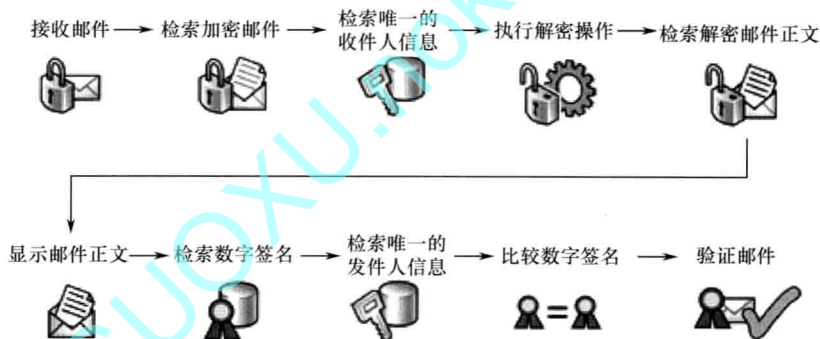 接收邮件
检索加密邮件
检索唯一的
收件人信息
执行解密操作
检索解密邮件正文
显示邮件正文
检索数字签名
检索唯一的
发件人信息
比较数字签名
验证邮件